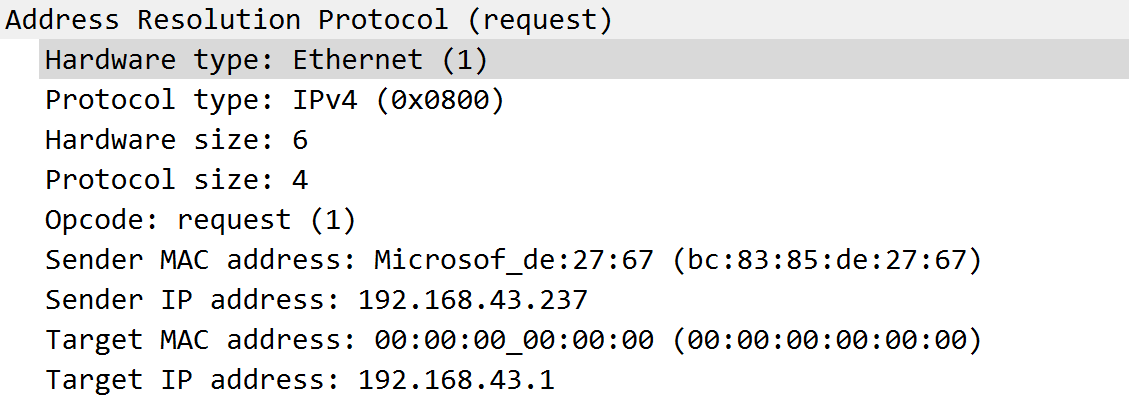 Address Resolution Protocol (request)
Hardware type: Ethernet (1)
Protocol type: IPv4 (0x0800)
Hardware size: 6
Protocol size: 4
Opcode: request (1)
Sender MAC address: Microsof_de:27:67 (bc:83:85:de:27:67)
Sender IP address: 192.168.43.237
Target MAC address: 00:00:00_00:00:00 (00:00:00:00:00:00)
Target IP address: 192.168.43.1